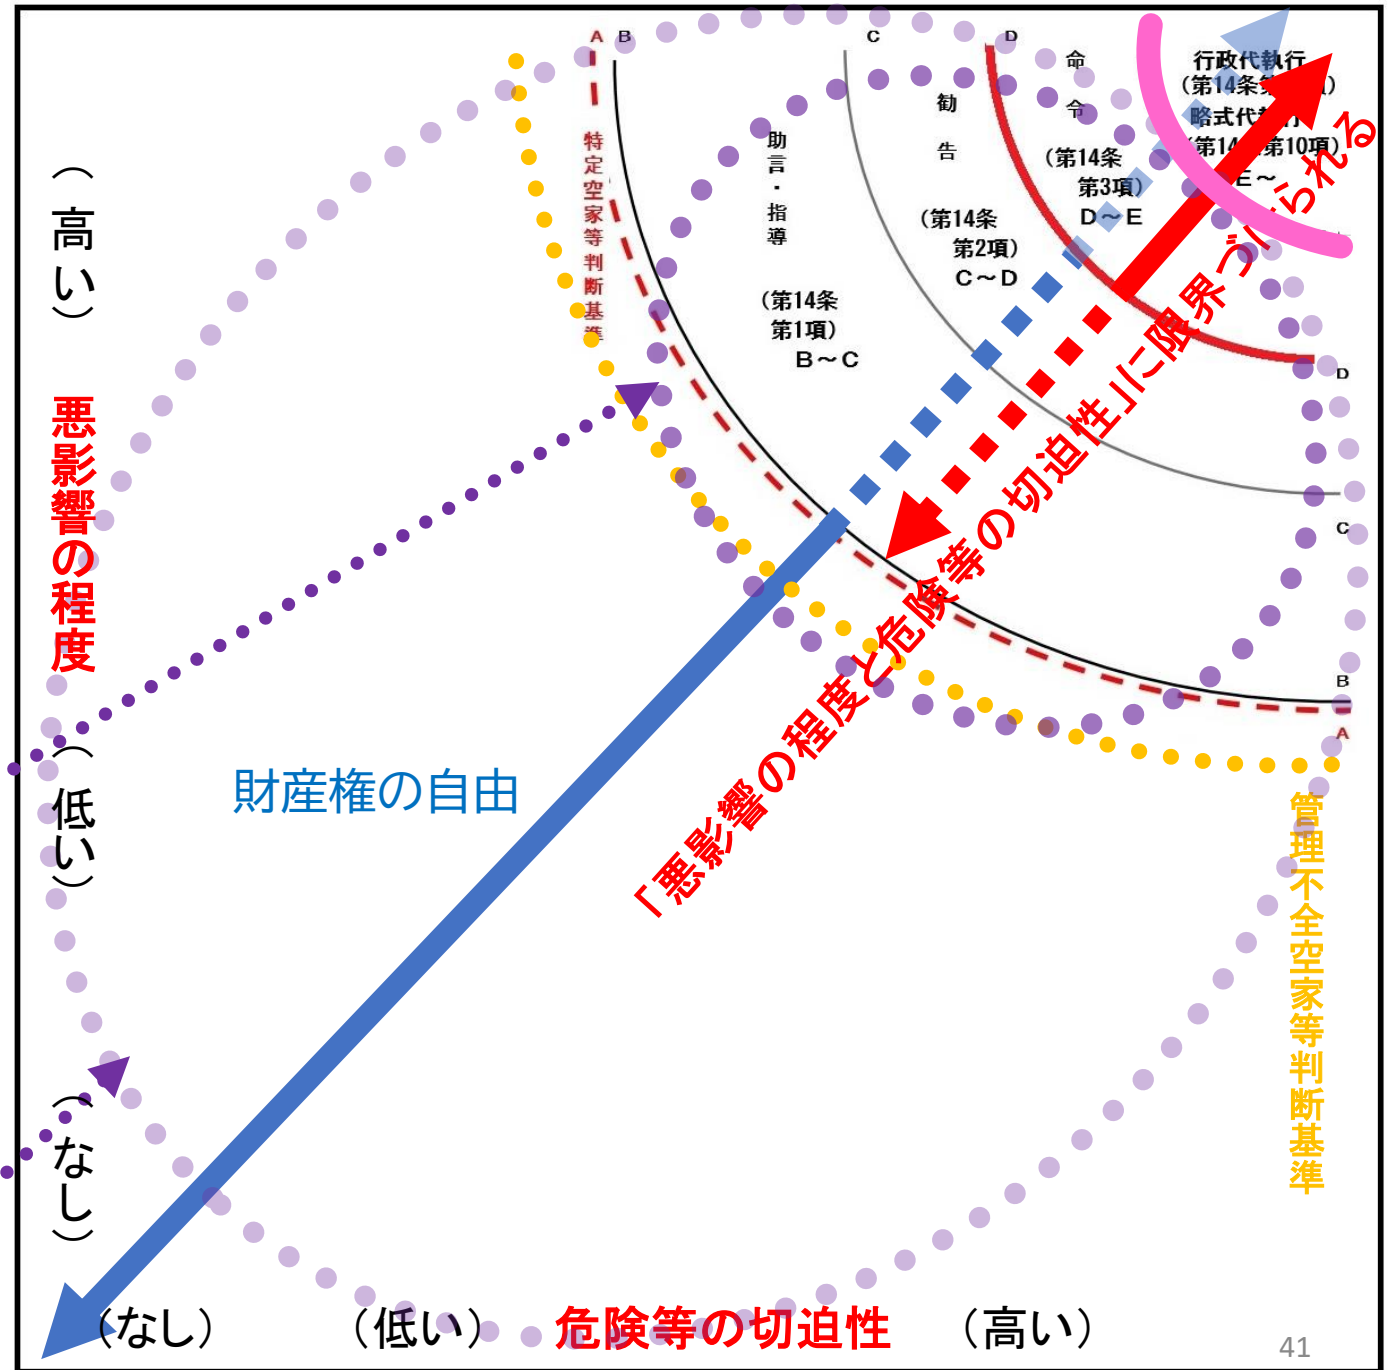 A B
C
D
命
令
(第14条
第3項)
D～E
行政代執行
E～
勧
告
(第14条
第2項)
C～D
助言・指導
(第14条
第1項)
B～C
特定空家等判断基準
D
C
B
A
(高い)
悪影響の程度
(低い)
(なし)
財産権の自由
「悪影響の程度と危険等の切迫性」に限界づけられる
管理不全空家等判断基準
(なし)
(低い)
危険等の切迫性
(高い)
41